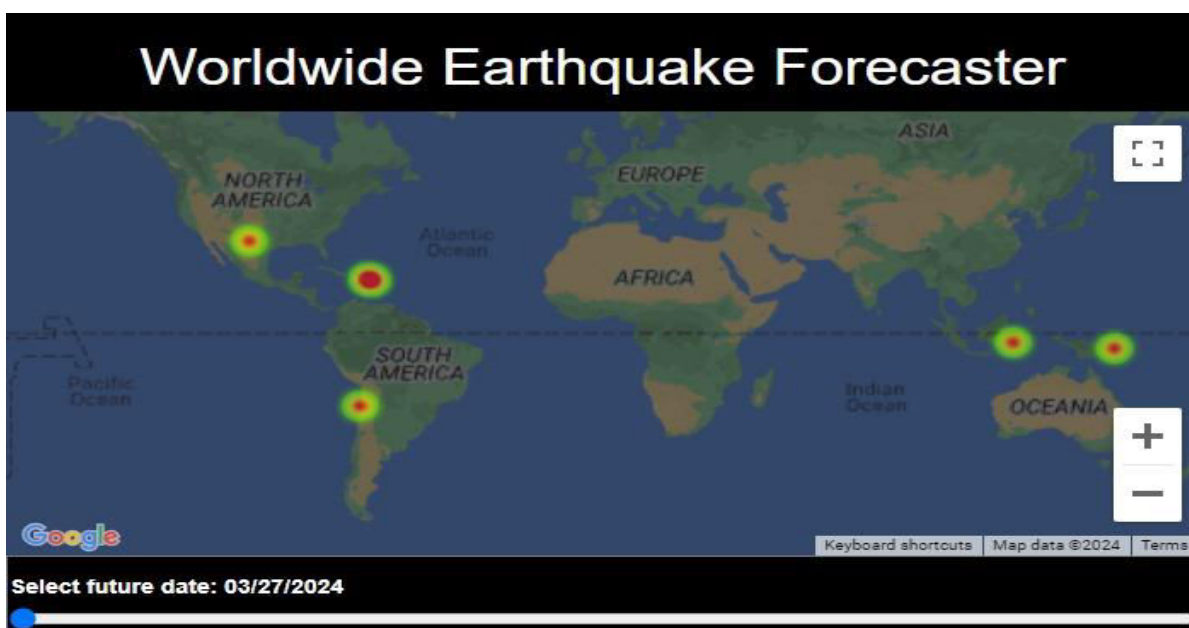 Worldwide Earthquake Forecaster
ASIA
EUROPE
NORTH
AMERICA
Atlantic
Ocean
AFRICA
SOUTH
AMERICA
Pacific
Ocean
Indian
Ocean
OCEANIA
Google
Keyboard shortcuts Map data ©2024 Terms
Select future date: 03/27/2024